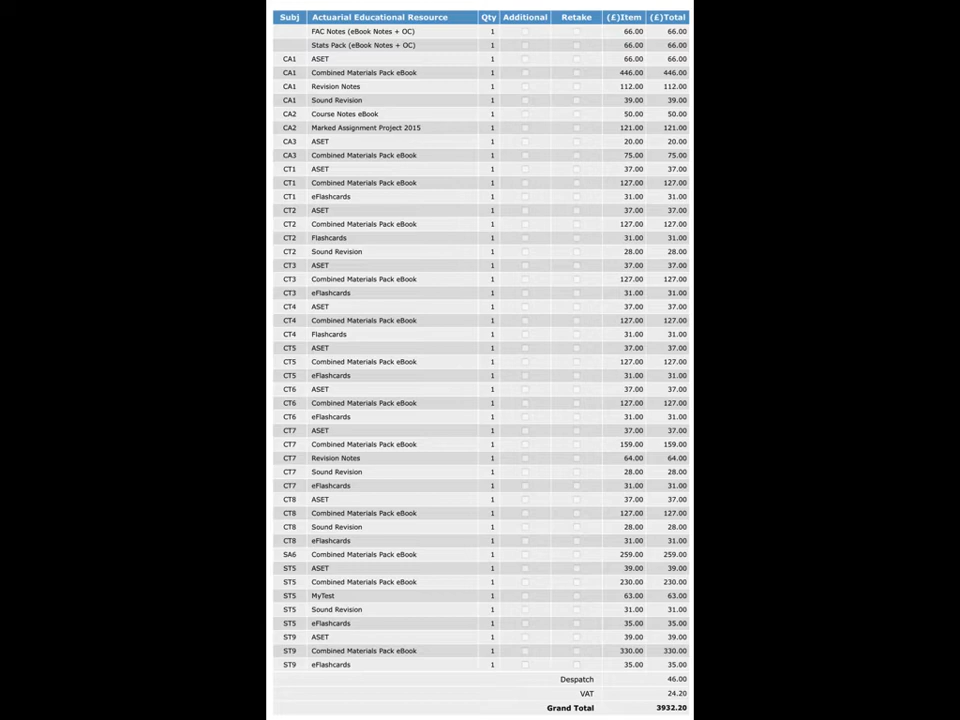 Subj Actuarial Educational Resource Qty Additional Retake (£)Item (£)Total
FAC Notes (eBook Notes + OC) 1 66.00 66.00
Stats Pack (eBook Notes + OC) 1 66.00 66.00
CA1 ASET 1 66.00 66.00
CA1 Combined Materials Pack eBook 1 446.00 446.00
CA1 Revision Notes 1 112.00 112.00
CA1 Sound Revision 1 39.00 39.00
CA2 Course Notes eBook 1 50.00 50.00
CA2 Marked Assignment Project 2015 1 121.00 121.00
CA3 ASET 1 20.00 20.00
CA3 Combined Materials Pack eBook 1 75.00 75.00
CT1 ASET 1 37.00 37.00
CT1 Combined Materials Pack eBook 1 127.00 127.00
CT1 eFlashcards 1 31.00 31.00
CT2 ASET 1 37.00 37.00
CT2 Combined Materials Pack eBook 1 127.00 127.00
CT2 Flashcards 1 31.00 31.00
CT2 Sound Revision 1 28.00 28.00
CT3 ASET 1 37.00 37.00
CT3 Combined Materials Pack eBook 1 127.00 127.00
CT3 eFlashcards 1 31.00 31.00
CT4 ASET 1 37.00 37.00
CT4 Combined Materials Pack eBook 1 127.00 127.00
CT4 Flashcards 1 31.00 31.00
CT5 ASET 1 37.00 37.00
CT5 Combined Materials Pack eBook 1 127.00 127.00
CT5 eFlashcards 1 31.00 31.00
CT6 ASET 1 37.00 37.00
CT6 Combined Materials Pack eBook 1 127.00 127.00
CT6 eFlashcards 1 31.00 31.00
CT7 ASET 1 37.00 37.00
CT7 Combined Materials Pack eBook 1 159.00 159.00
CT7 Revision Notes 1 64.00 64.00
CT7 Sound Revision 1 28.00 28.00
CT7 eFlashcards 1 31.00 31.00
CT8 ASET 1 37.00 37.00
CT8 Combined Materials Pack eBook 1 127.00 127.00
CT8 Sound Revision 1 28.00 28.00
CT8 eFlashcards 1 31.00 31.00
SA6 Combined Materials Pack eBook 1 259.00 259.00
ST5 ASET 1 39.00 39.00
ST5 Combined Materials Pack eBook 1 230.00 230.00
ST5 MyTest 1 63.00 63.00
ST5 Sound Revision 1 31.00 31.00
ST5 eFlashcards 1 35.00 35.00
ST9 ASET 1 39.00 39.00
ST9 Combined Materials Pack eBook 1 330.00 330.00
ST9 eFlashcards 1 35.00 35.00
Despatch 46.00
VAT 24.20
Grand Total 3932.20